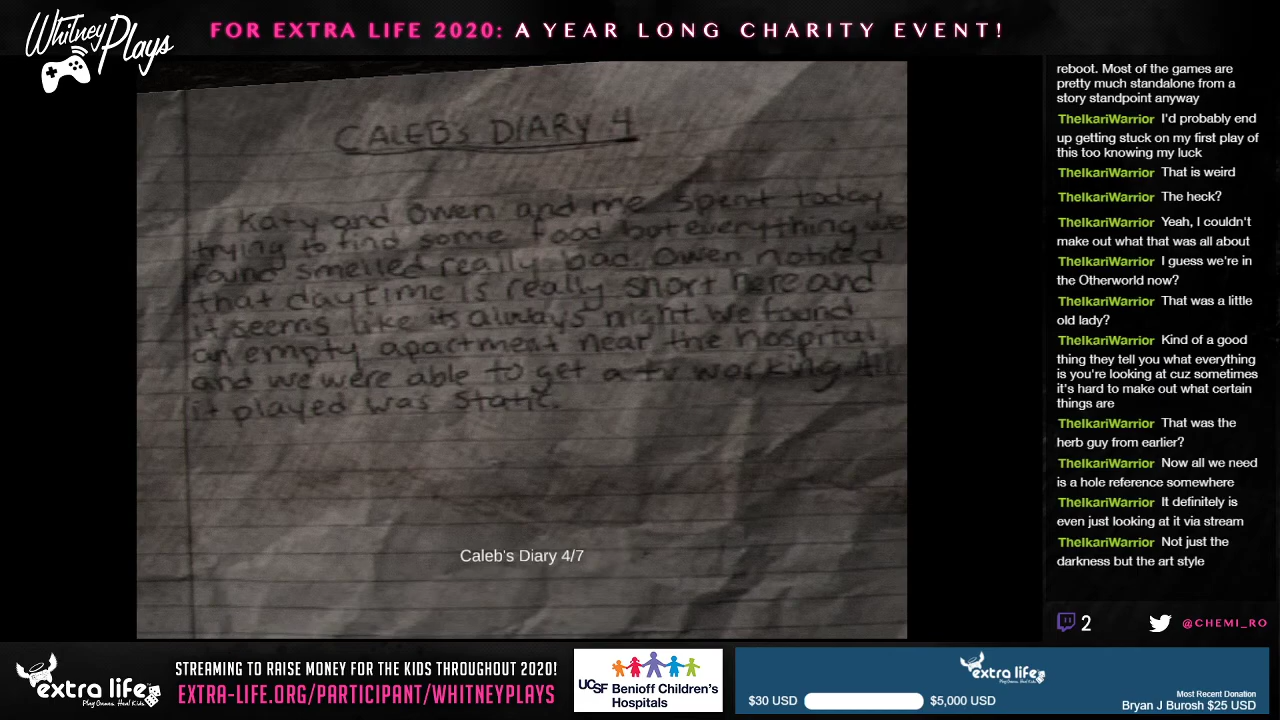 Whitney Plays
FOR EXTRA LIFE 2020: A YEAR LONG CHARITY EVENT!
CALEB'S DIARY 4
Katy and Owen and me spent today
trying to find some food but everything we
found smelled really bad. Owen noticed
that daytime is really short here and
it seems like its always night. We found
an empty apartment near the hospital
and we were able to get a tv working. All
it played was static.
Caleb's Diary 4/7
reboot. Most of the games are
pretty much standalone from a
story standpoint anyway
TheIkariWarrior I'd probably end
up getting stuck on my first play of
this too knowing my luck
TheIkariWarrior That is weird
TheIkariWarrior The heck?
TheIkariWarrior Yeah, I couldn't
make out what that was all about
TheIkariWarrior I guess we're in
the Otherworld now?
TheIkariWarrior That was a little
old lady?
TheIkariWarrior Kind of a good
thing they tell you what everything
is you're looking at cuz sometimes
it's hard to make out what certain
things are
TheIkariWarrior That was the
herb guy from earlier?
TheIkariWarrior Now all we need
is a hole reference somewhere
TheIkariWarrior It definitely is
even just looking at it via stream
TheIkariWarrior Not just the
darkness but the art style
2
@CHEMI_RO
extra life
Play Games. Heal Kids.
STREAMING TO RAISE MONEY FOR THE KIDS THROUGHOUT 2020!
EXTRA-LIFE.ORG/PARTICIPANT/WHITNEYPLAYS
UCSF Benioff Children's
Hospitals
extra life
Play Games. Heal Kids.
$30 USD
$5,000 USD
Most Recent Donation
Bryan J Burosh $25 USD